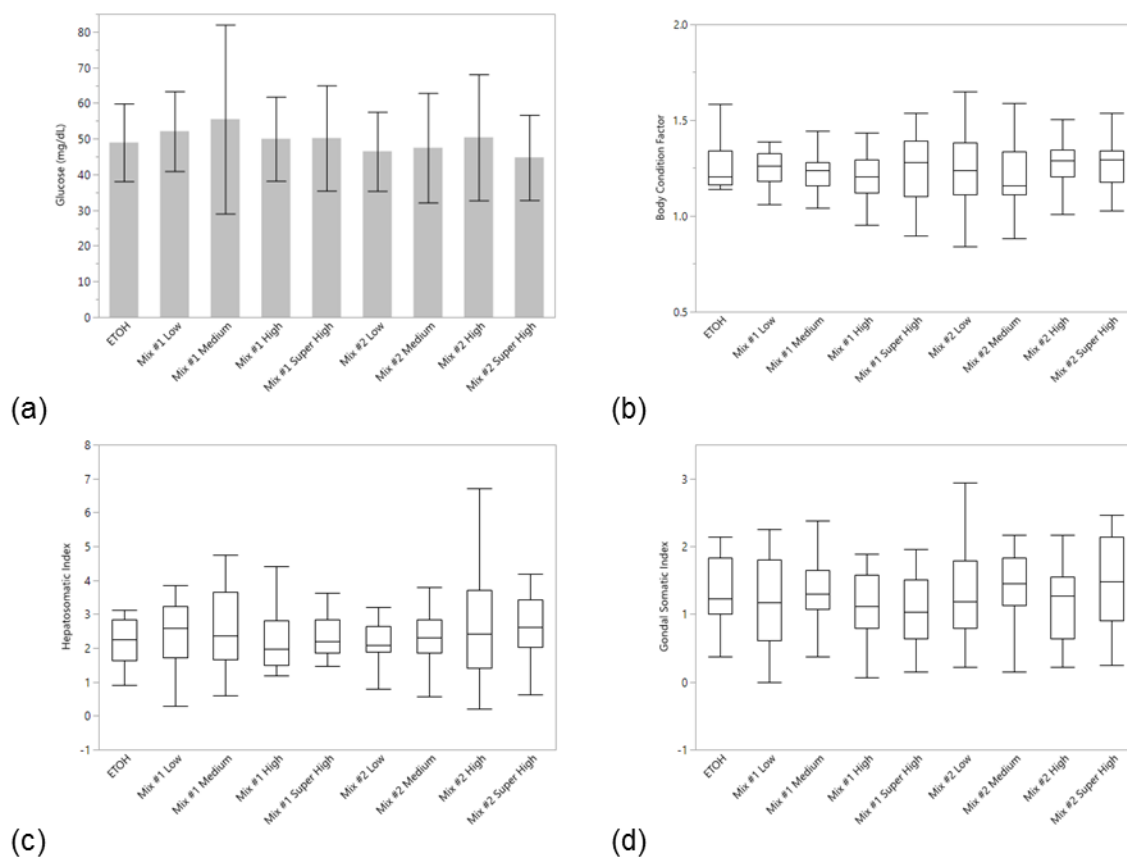 Glucose (mg/dL)
80
70
60
50
40
30
20
10
0
ETOH
Mix #1 Low
Mix #1 Medium
Mix #1 High
Mix #1 Super High
Mix #2 Low
Mix #2 Medium
Mix #2 High
Mix #2 Super High
(a)
Body Condition Factor
2.0
1.5
1.0
0.5
ETOH
Mix #1 Low
Mix #1 Medium
Mix #1 High
Mix #1 Super High
Mix #2 Low
Mix #2 Medium
Mix #2 High
Mix #2 Super High
(b)
Hepatosomatic Index
8
7
6
5
4
3
2
1
0
-1
ETOH
Mix #1 Low
Mix #1 Medium
Mix #1 High
Mix #1 Super High
Mix #2 Low
Mix #2 Medium
Mix #2 High
Mix #2 Super High
(c)
Gondal Somatic Index
3
2
1
0
-1
ETOH
Mix #1 Low
Mix #1 Medium
Mix #1 High
Mix #1 Super High
Mix #2 Low
Mix #2 Medium
Mix #2 High
Mix #2 Super High
(d)